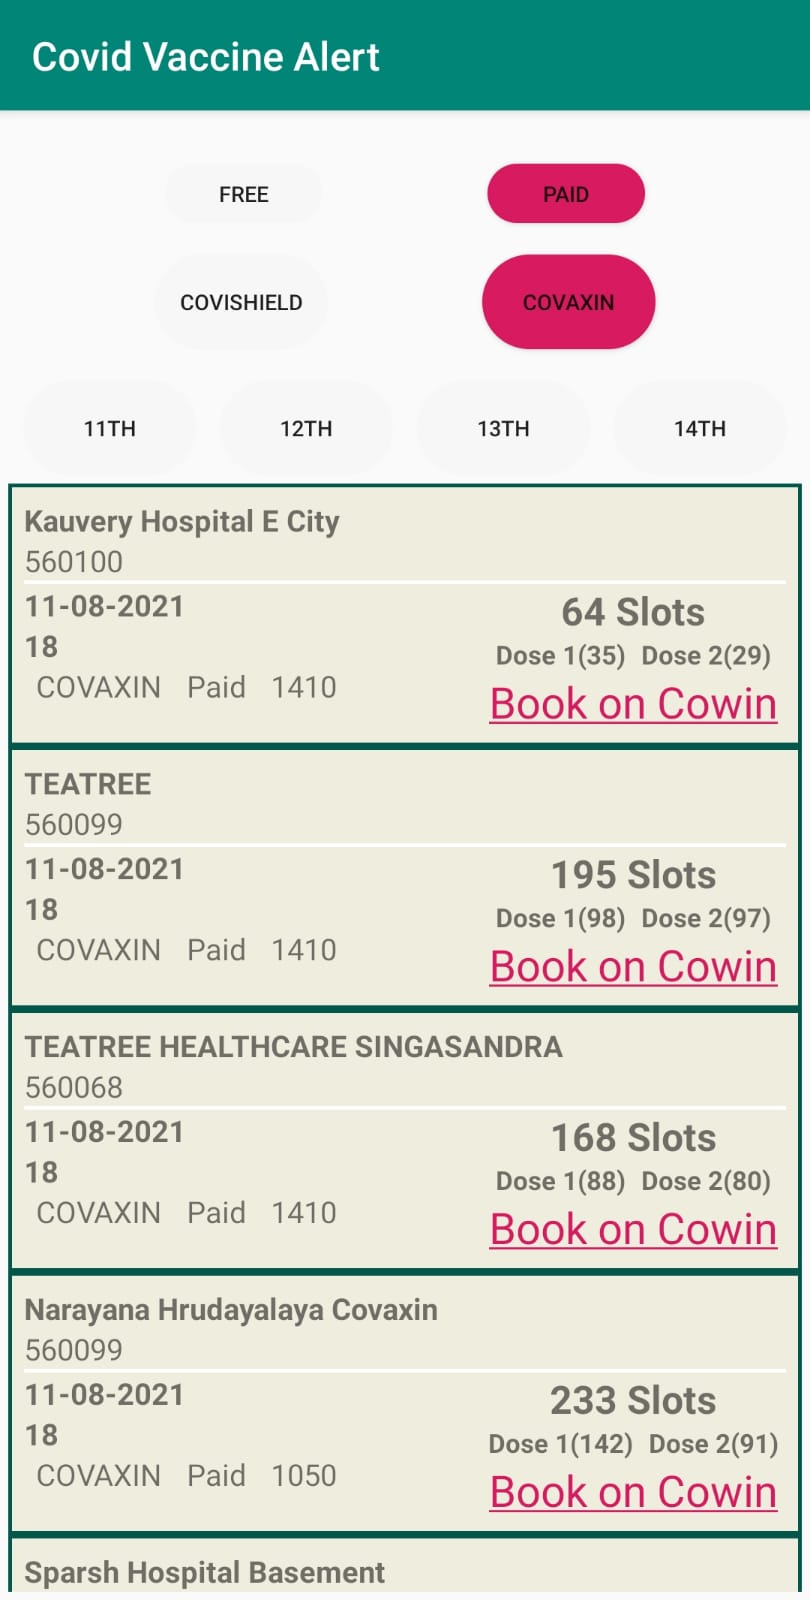 Covid Vaccine Alert
FREE PAID
COVISHIELD COVAXIN
11TH 12TH 13TH 14TH
Kauvery Hospital E City
560100
11-08-2021
18
COVAXIN Paid 1410
64 Slots
Dose 1(35) Dose 2(29)
Book on Cowin
TEATREE
560099
11-08-2021
18
COVAXIN Paid 1410
195 Slots
Dose 1(98) Dose 2(97)
Book on Cowin
TEATREE HEALTHCARE SINGASANDRA
560068
11-08-2021
18
COVAXIN Paid 1410
168 Slots
Dose 1(88) Dose 2(80)
Book on Cowin
Narayana Hrudayalaya Covaxin
560099
11-08-2021
18
COVAXIN Paid 1050
233 Slots
Dose 1(142) Dose 2(91)
Book on Cowin
Sparsh Hospital Basement